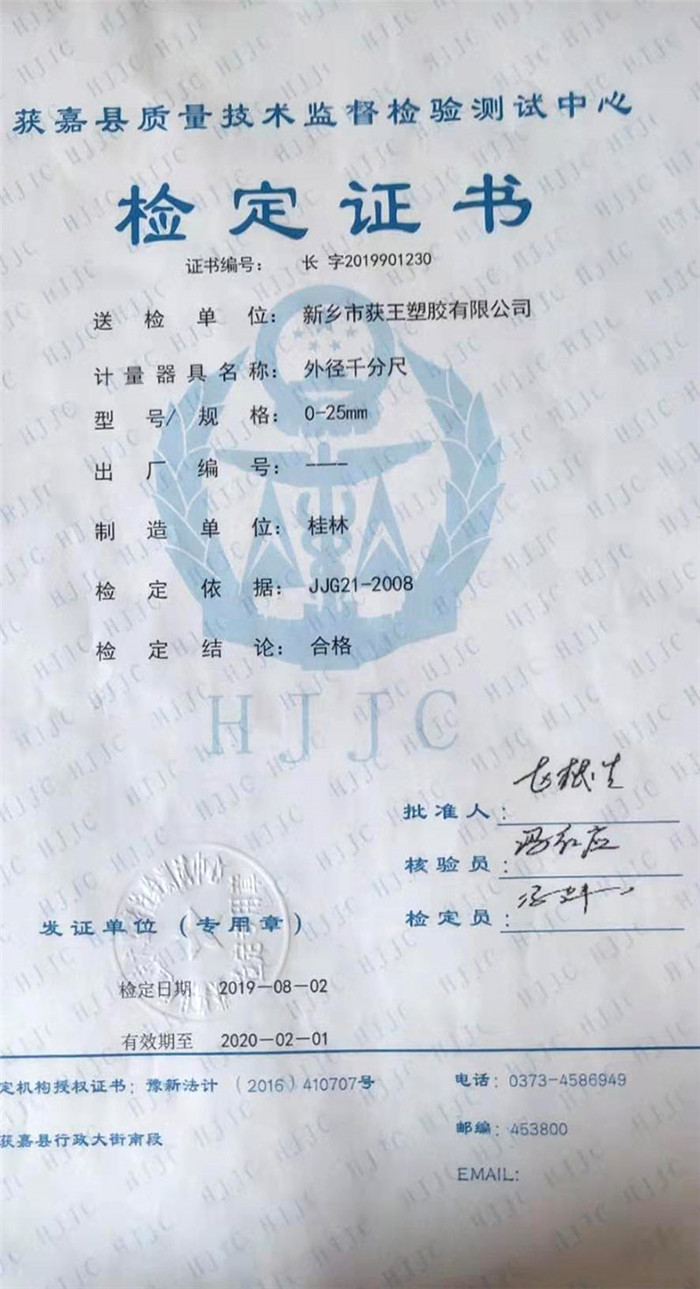 获嘉县质量技术监督检验测试中心
检定证书
证书编号： 长 字2019901230
送检单位： 新乡市获王塑胶有限公司
计量器具名称： 外径千分尺
型号/规格： 0-25mm
出厂编号： ---
制造单位： 桂林
检定依据： JJG21-2008
检定结论： 合格
HJJC
批准人：
核验员：
检定员：
发证单位（专用章）
检定日期 2019-08-02
有效期至 2020-02-01
定机构授权证书：豫新法计 （2016）410707号
电话：0373-4586949
获嘉县行政大街南段
邮编：453800
EMAIL: